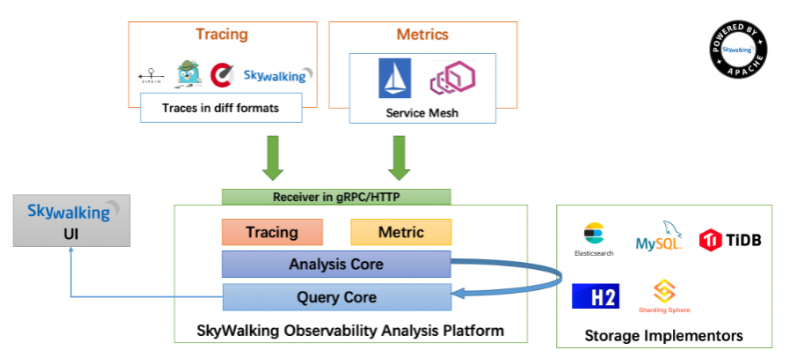 Tracing
Metrics
POWERED BY
Skywalking
APACHE
ZIPKIN
Skywalking
Traces in diff formats
Service Mesh
Receiver in gRPC/HTTP
Skywalking
UI
Tracing
Metric
Analysis Core
Query Core
SkyWalking Observability Analysis Platform
Elasticsearch
MySQL
TiDB
H2
Sharding Sphere
Storage Implementors